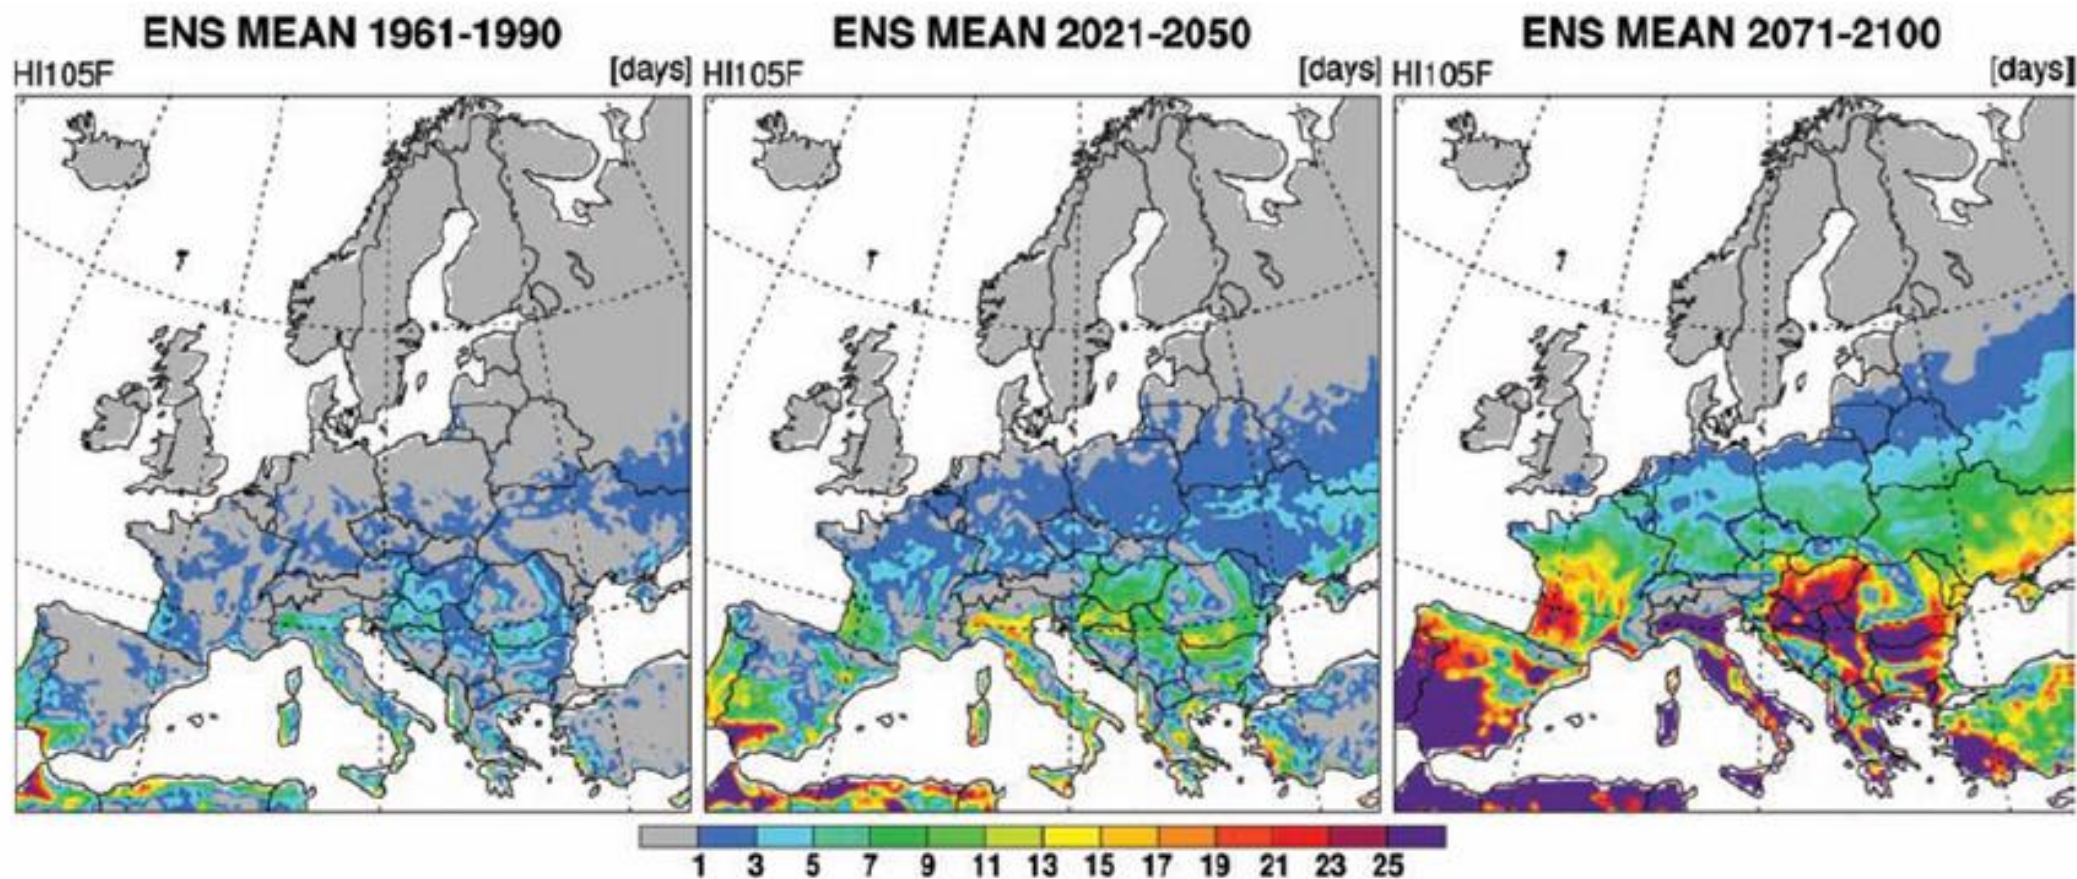 ENS MEAN 1961-1990
HI105F [days]
ENS MEAN 2021-2050
HI105F [days]
ENS MEAN 2071-2100
HI105F [days]
1 3 5 7 9 11 13 15 17 19 21 23 25